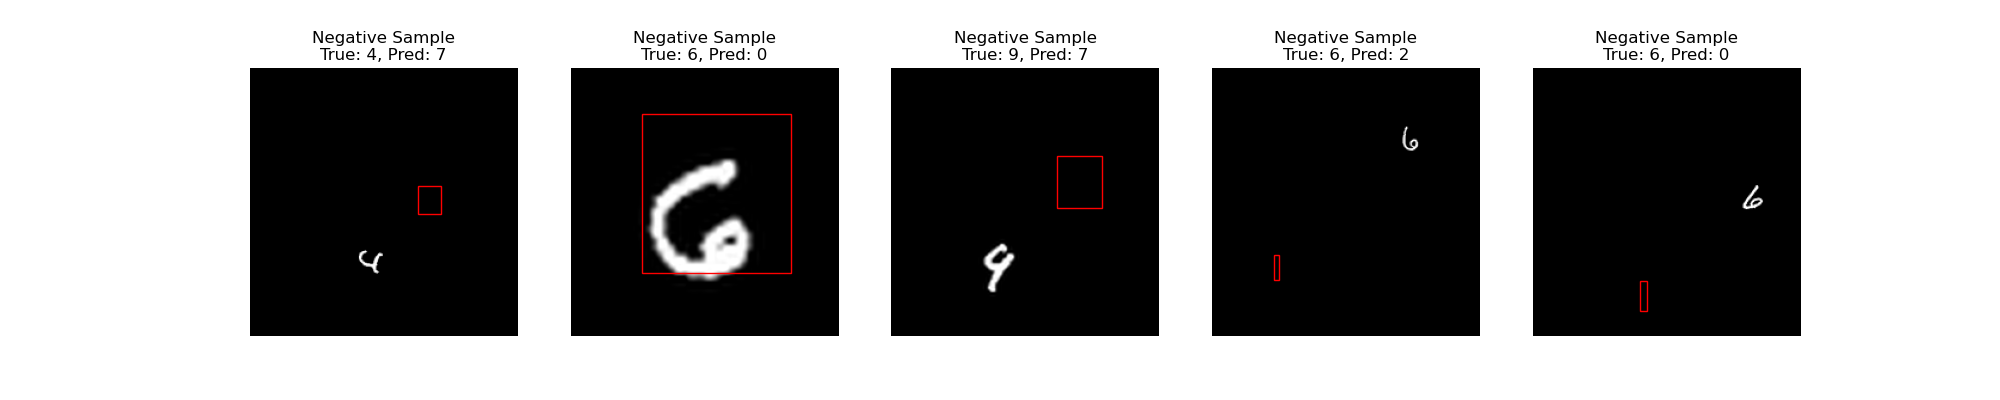 Negative Sample
True: 4, Pred: 7
Negative Sample
True: 6, Pred: 0
Negative Sample
True: 9, Pred: 7
Negative Sample
True: 6, Pred: 2
Negative Sample
True: 6, Pred: 0
4
6
9
6
6